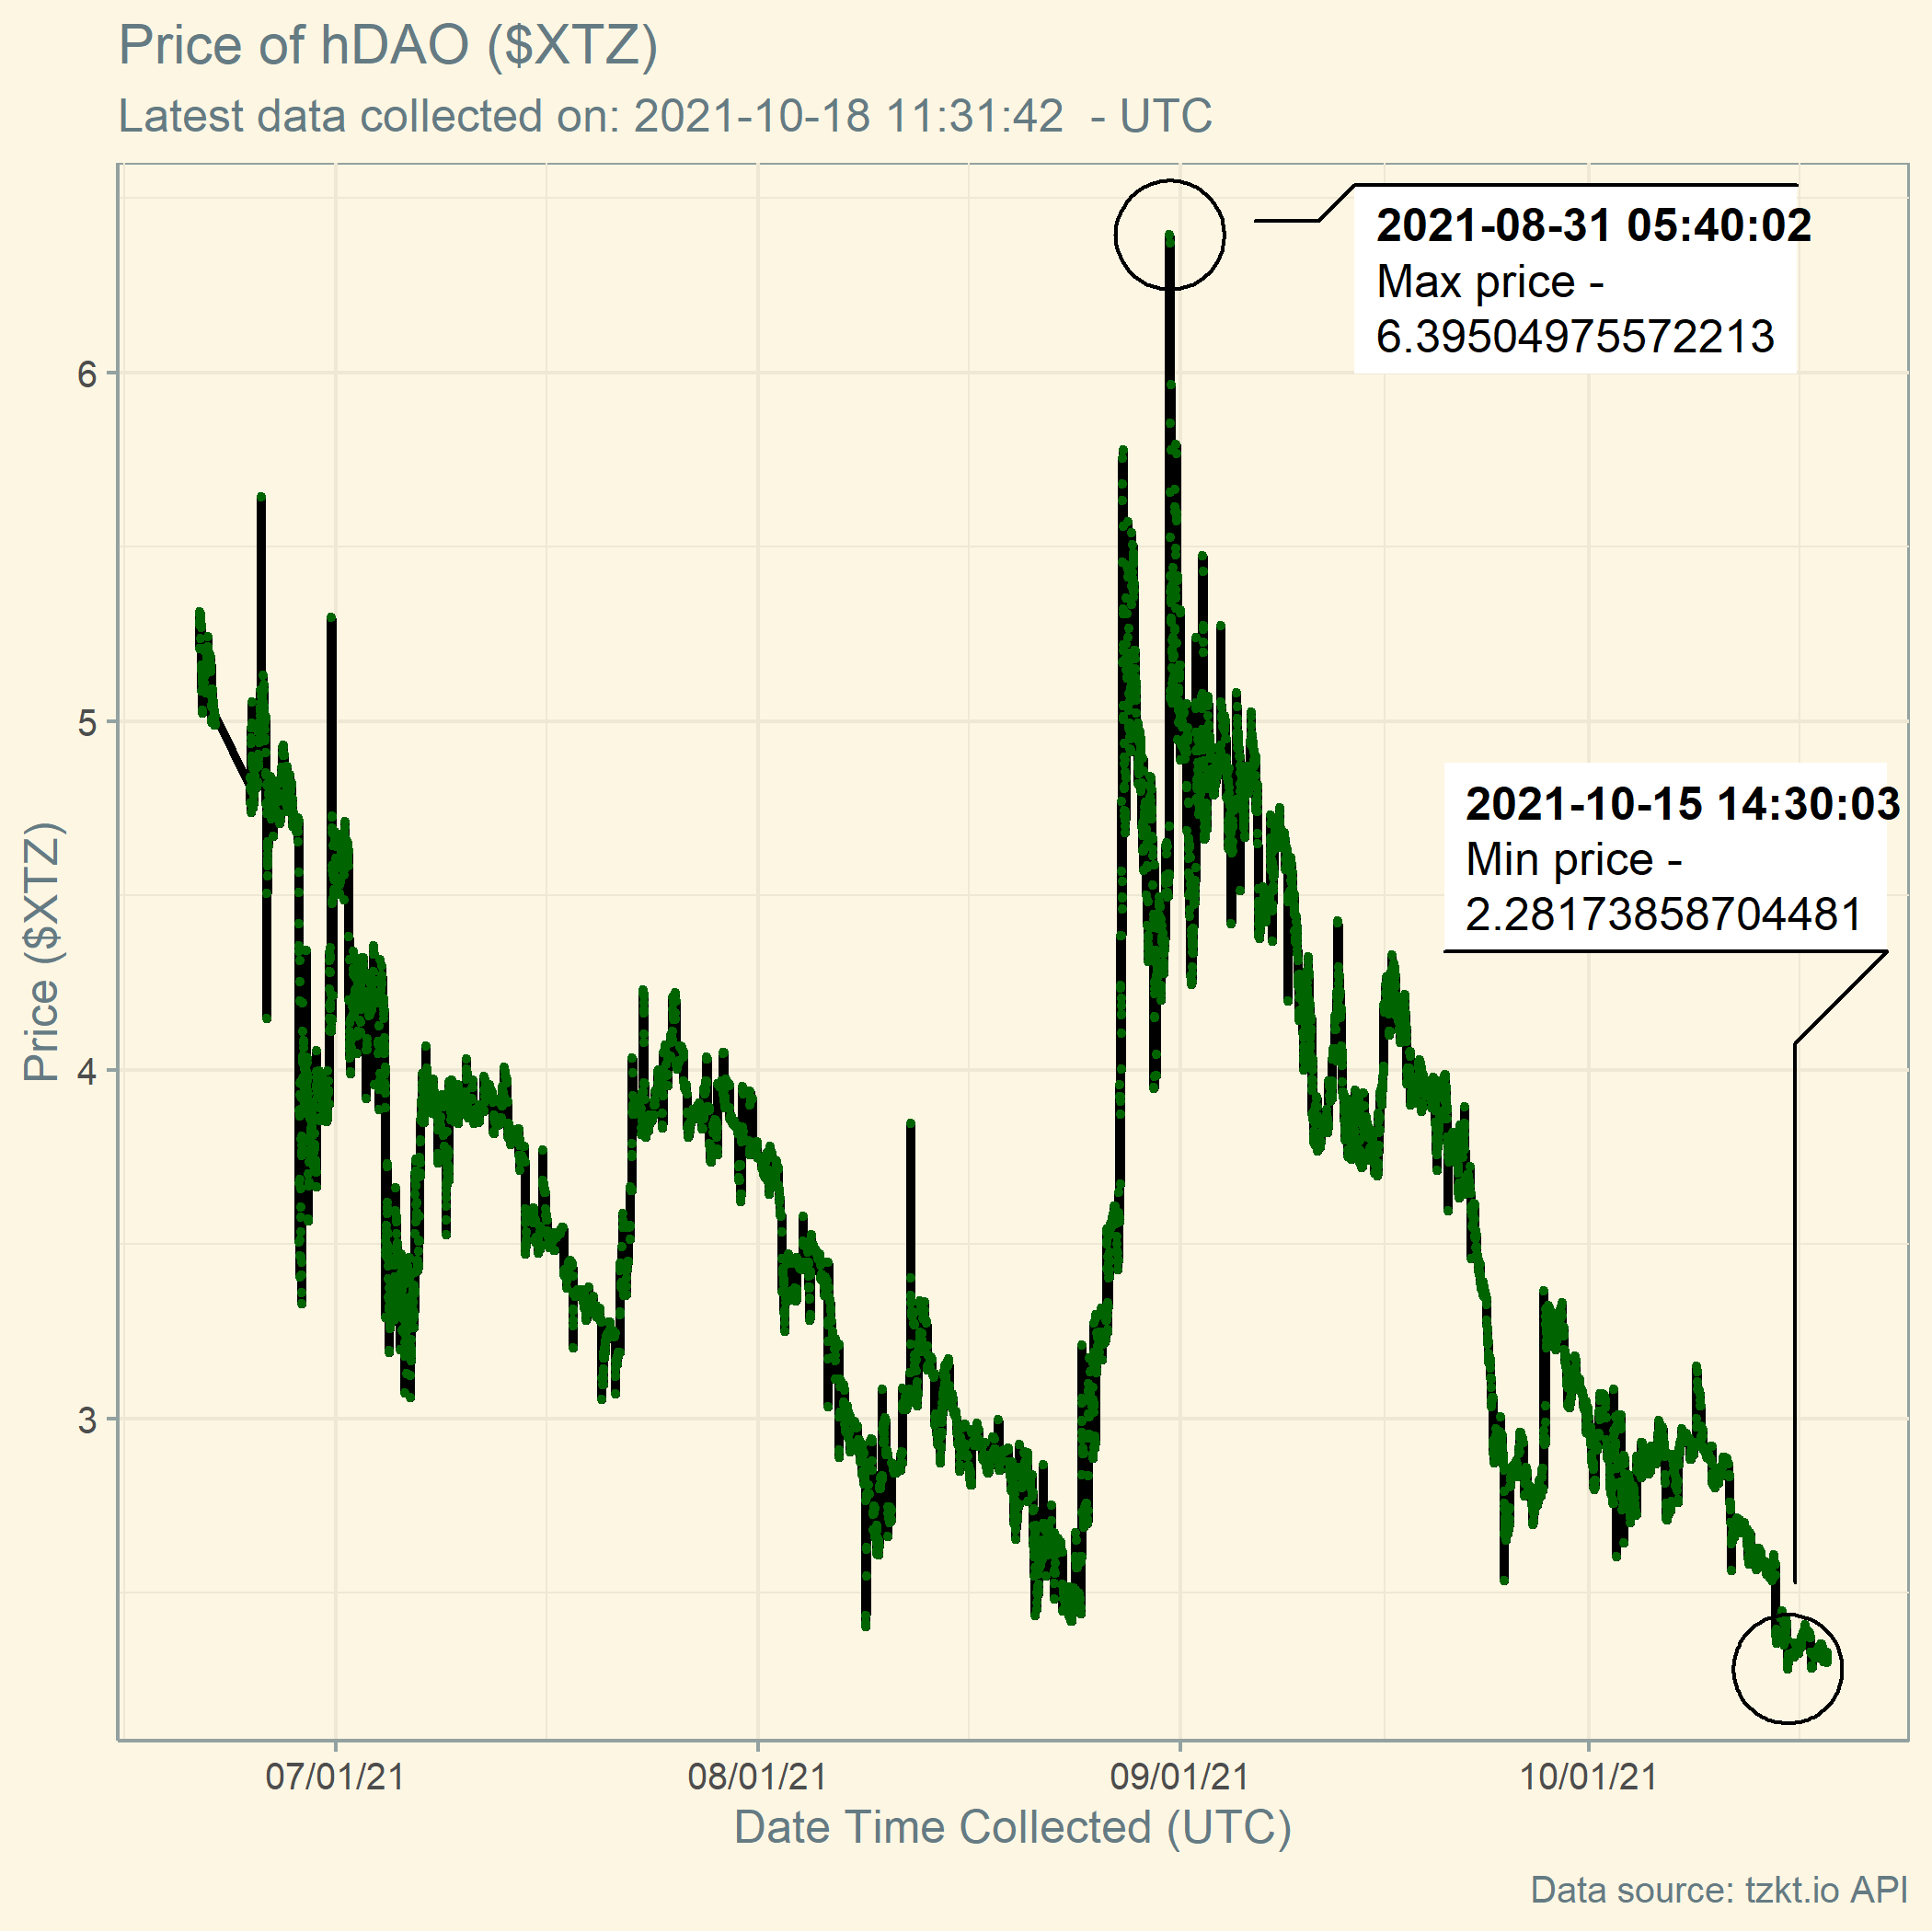 Price of hDAO ($XTZ)
Latest data collected on: 2021-10-18 11:31:42  - UTC
2021-08-31 05:40:02
Max price -
6.39504975572213
2021-10-15 14:30:03
Min price -
2.28173858704481
Price ($XTZ)
6
5
4
3
07/01/21
08/01/21
09/01/21
10/01/21
Date Time Collected (UTC)
Data source: tzkt.io API